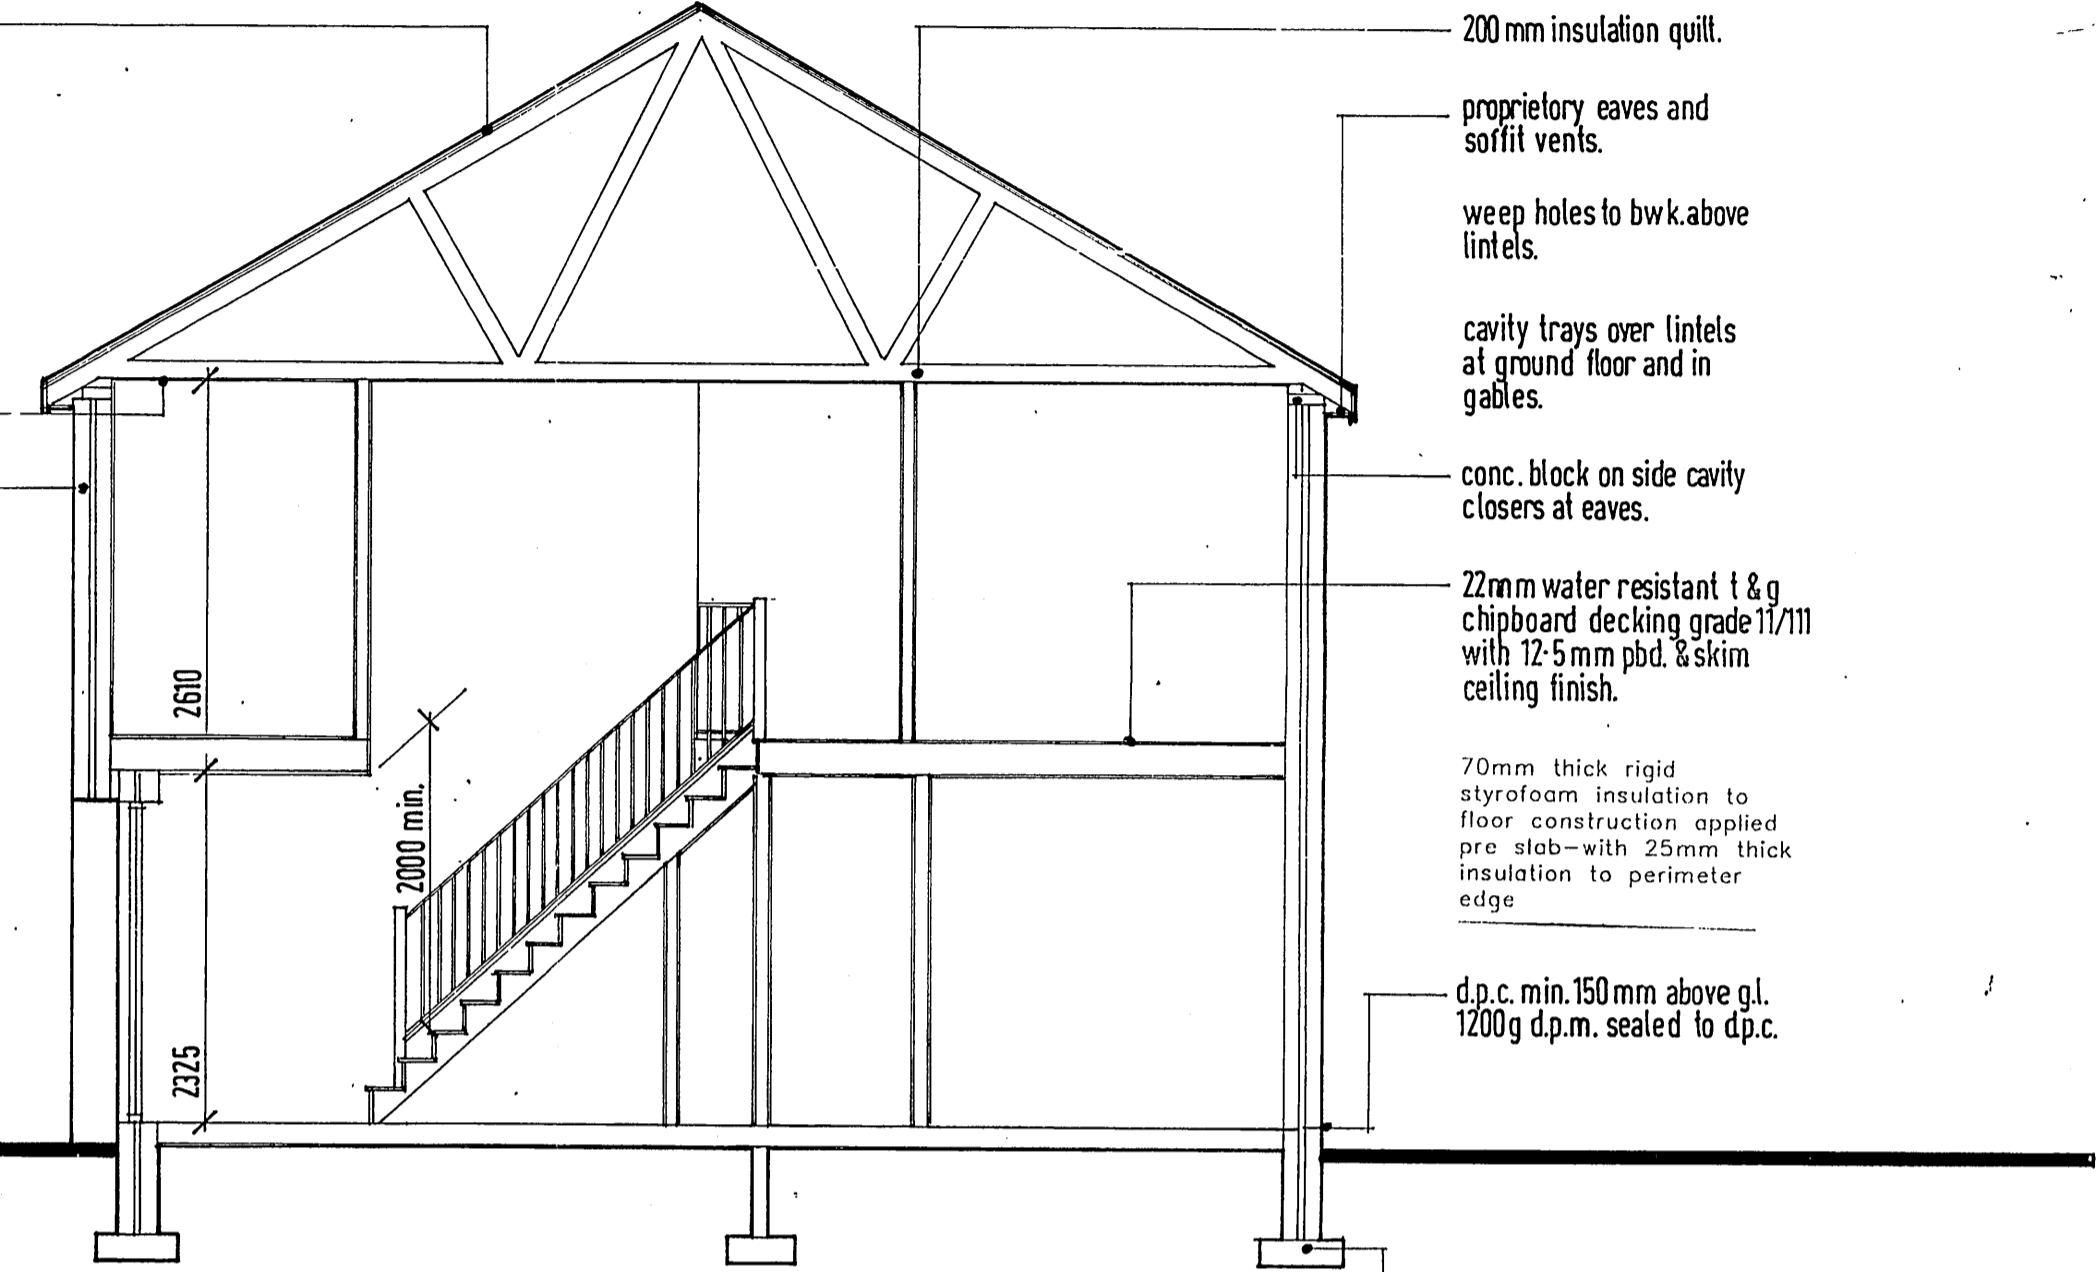 200 mm insulation quilt.
proprietory eaves and
soffit vents.
weep holes to bwk. above
lintels.
cavity trays over lintels
at ground floor and in
gables.
conc. block on side cavity
closers at eaves.
22mm water resistant t & g
chipboard decking grade 11/111
with 12·5 mm pbd. & skim
ceiling finish.
70mm thick rigid
styrofoam insulation to
floor construction applied
pre slab–with 25mm thick
insulation to perimeter
edge
d.p.c. min. 150mm above g.l.
1200g d.p.m. sealed to dp.c.
2610
2000 min.
2325